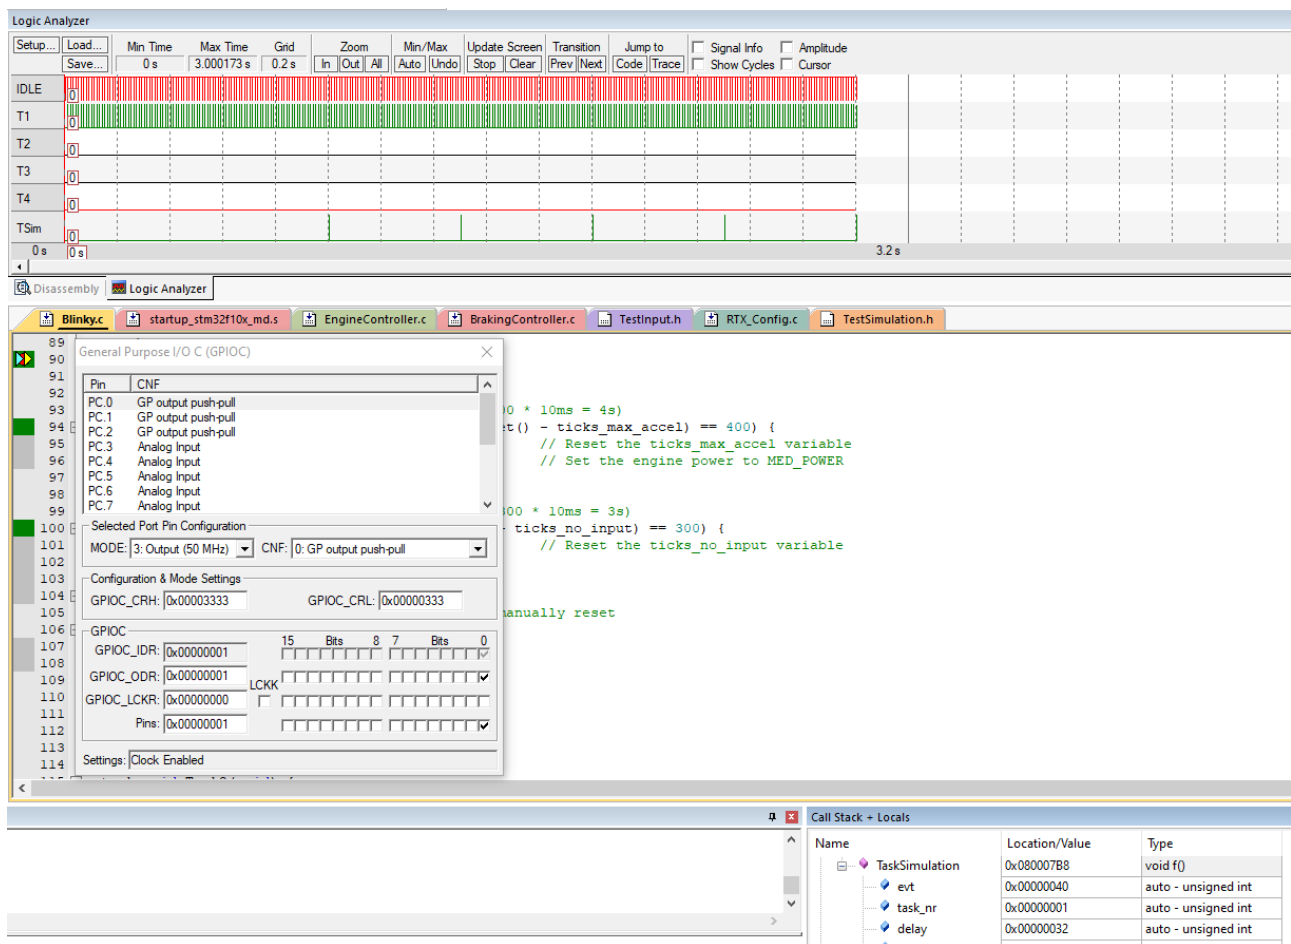 Logic Analyzer
Setup... Load... Min Time Max Time Grid Zoom Min/Max Update Screen Transition Jump to Signal Info Amplitude
Save... 0 s 3.000173 s 0.2 s In Out All Auto Undo Stop Clear Prev Next Code Trace Show Cycles Cursor
IDLE 0
T1 0
T2 0
T3 0
T4 0
TSim 0
0 s 0 s 3.2 s
Disassembly Logic Analyzer
Blinky.c startup_stm32f10x_md.s EngineController.c BrakingController.c TestInput.h RTX_Config.c TestSimulation.h
89
General Purpose I/O C (GPIOC)
90
91
Pin CNF
92
PC.0 GP output push-pull
93 00 * 10ms = 4s)
PC.1 GP output push-pull
94 et() - ticks_max_accel) == 400) {
PC.2 GP output push-pull
95 // Reset the ticks_max_accel variable
PC.3 Analog Input
96 // Set the engine power to MED_POWER
PC.4 Analog Input
97
PC.5 Analog Input
98
PC.6 Analog Input
99 300 * 10ms = 3s)
PC.7 Analog Input
100 - ticks_no_input) == 300) {
Selected Port Pin Configuration
101 // Reset the ticks_no_input variable
MODE: 3: Output (50 MHz) CNF: 0: GP output push-pull
102
103
Configuration & Mode Settings
104
GPIOC_CRH: 0x00003333 GPIOC_CRL: 0x00000333
105 manually reset
106
GPIOC
15 Bits 8 7 Bits 0
107
GPIOC_IDR: 0x00000001
108
109
GPIOC_ODR: 0x00000001 LCKK
110
GPIOC_LCKR: 0x00000000
111
112
Pins: 0x00000001
113
114
Settings: Clock Enabled
Call Stack + Locals
Name Location/Value Type
TaskSimulation 0x080007B8 void f()
evt 0x00000040 auto - unsigned int
task_nr 0x00000001 auto - unsigned int
delay 0x00000032 auto - unsigned int